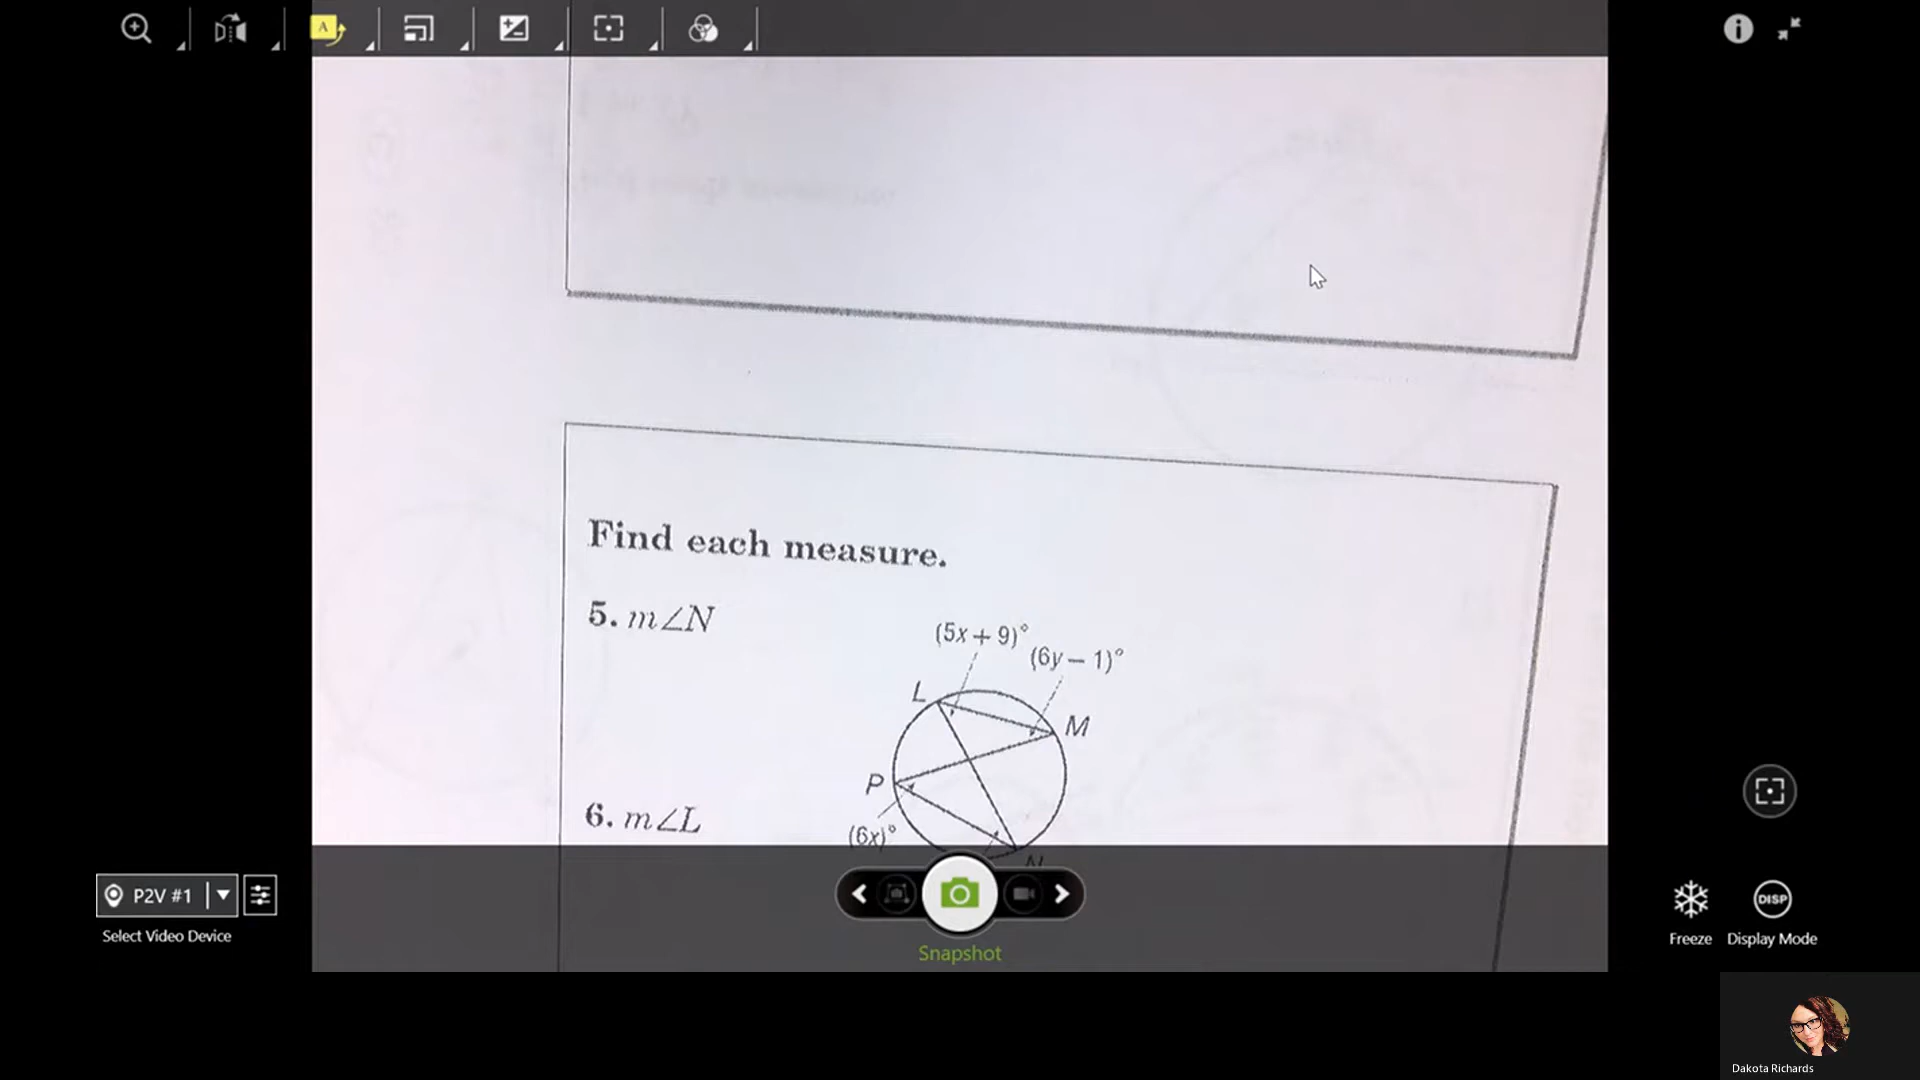 A
Find each measure.
5. m∠N
(5x + 9)°
(6y – 1)°
L
M
P
6. m∠L
(6x)°
N
P2V #1
Select Video Device
Snapshot
DISP
Freeze
Display Mode
Dakota Richards